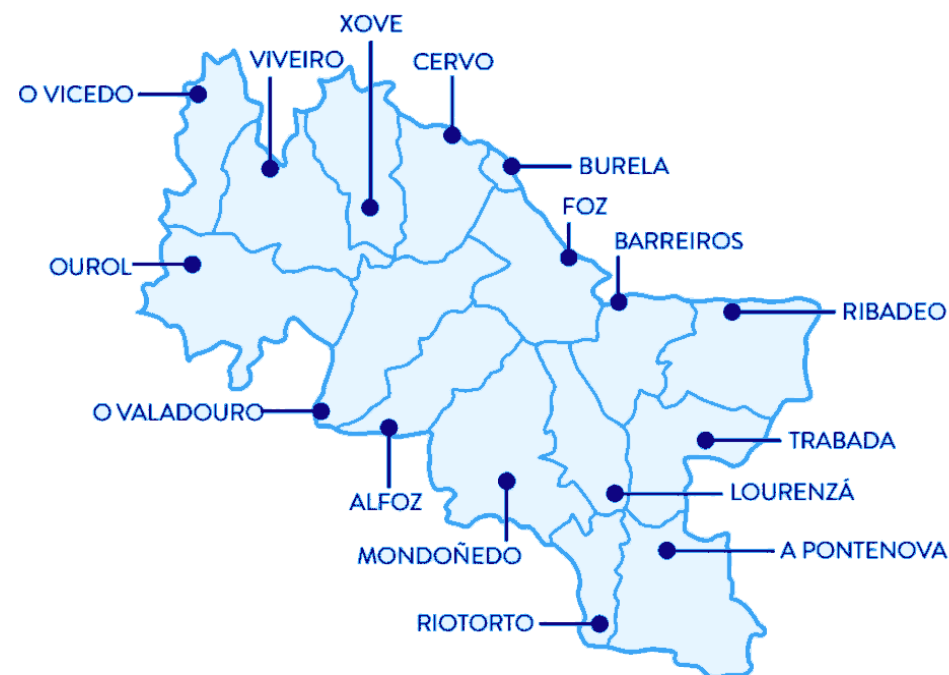 XOVE
VIVEIRO
CERVO
O VICEDO
BURELA
FOZ
BARREIROS
OUROL
RIBADEO
O VALADOURO
TRABADA
ALFOZ
LOURENZÁ
MONDOÑEDO
A PONTENOVA
RIOTORTO